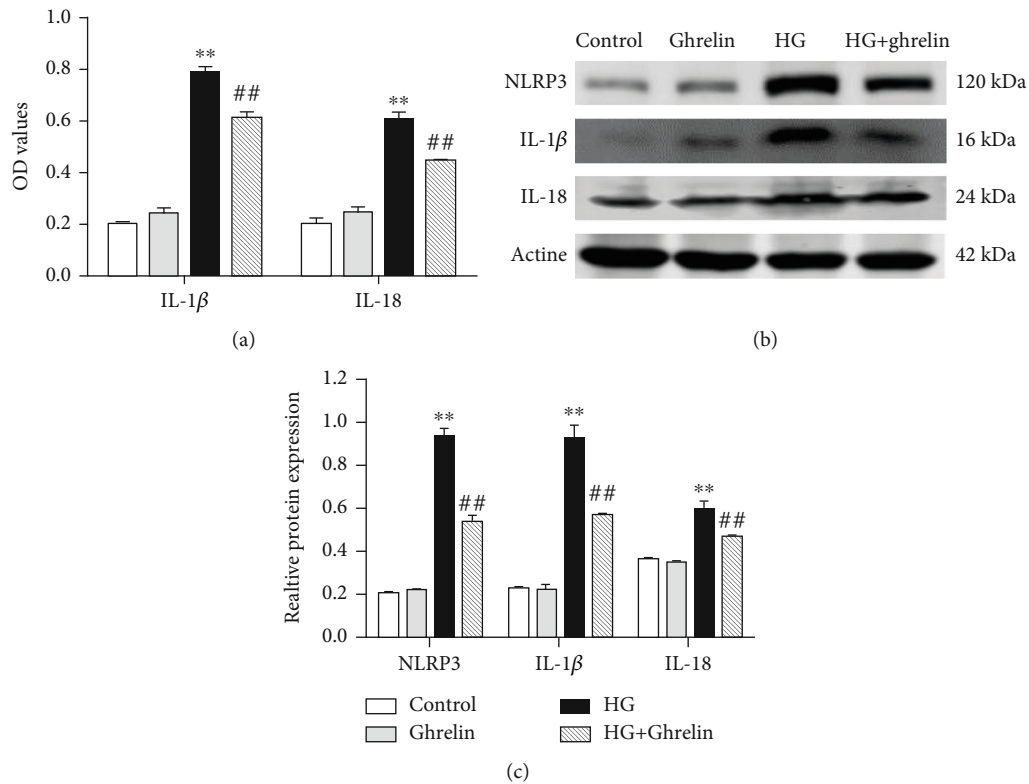 1.0
0.8
0.6
0.4
0.2
0.0
OD values
**
##
**
##
IL-1β
IL-18
(a)
Control Ghrelin HG HG+ghrelin
NLRP3 120 kDa
IL-1β 16 kDa
IL-18 24 kDa
Actine 42 kDa
(b)
1.2
1.0
0.8
0.6
0.4
0.2
0.0
Realtive protein expression
**
##
**
##
**
##
NLRP3
IL-1β
IL-18
Control
HG
Ghrelin
HG+Ghrelin
(c)